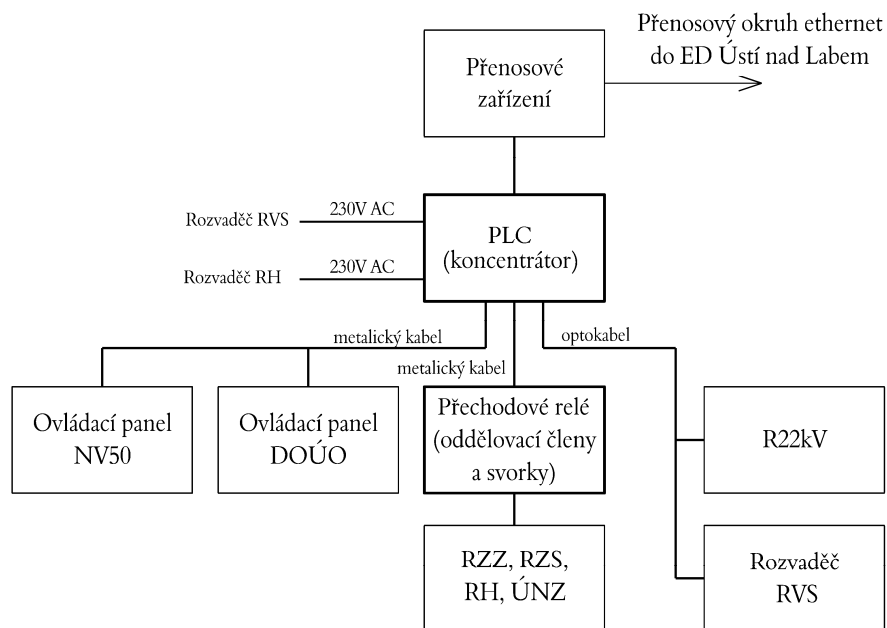 Přenosový okruh ethernet
do ED Ústí nad Labem
Přenosové
zařízení
Rozvaděč RVS
230V AC
PLC
(koncentrátor)
Rozvaděč RH
230V AC
metalický kabel
optokabel
metalický kabel
Ovládací panel
NV50
Ovládací panel
DOÚO
Přechodové relé
(oddělovací členy
a svorky)
R22kV
RZZ, RZS,
RH, ÚNZ
Rozvaděč
RVS